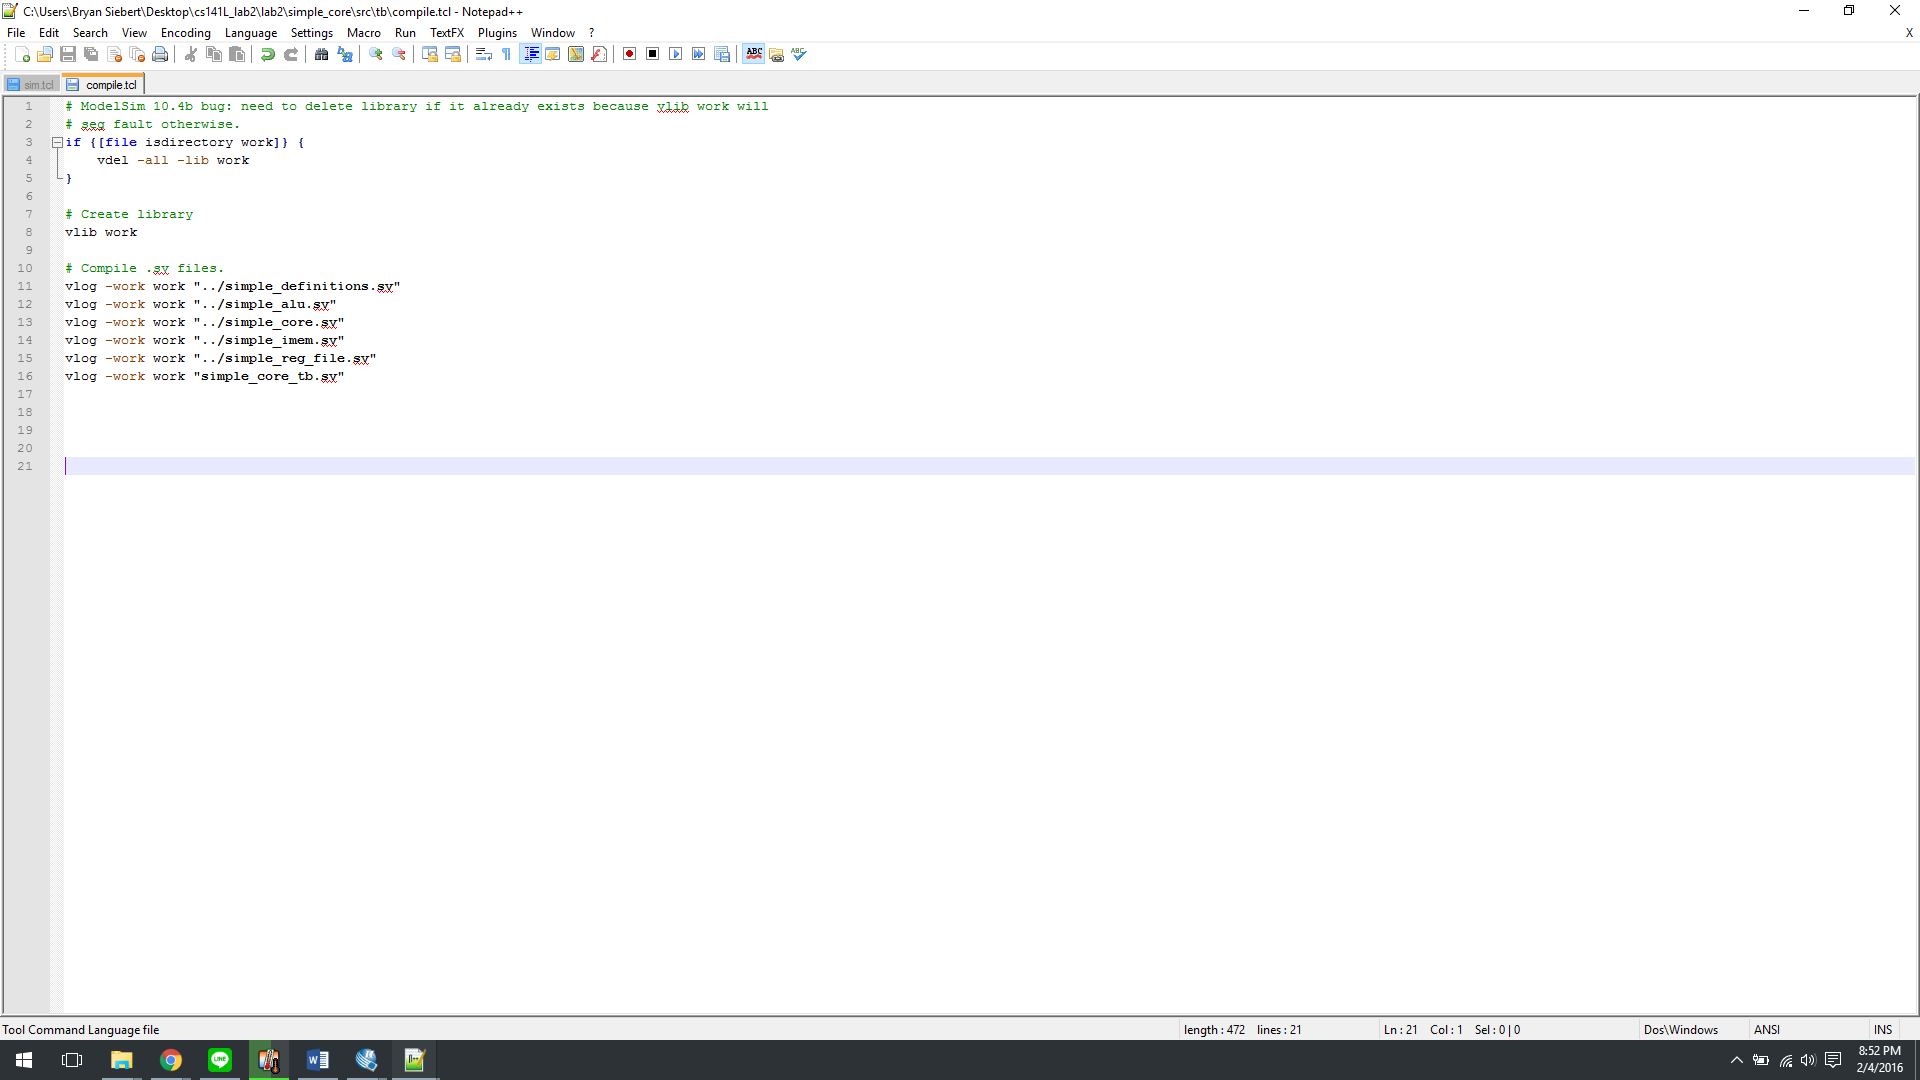 C:\Users\Bryan Siebert\Desktop\cs141L_lab2\lab2\simple_core\src\tb\compile.tcl - Notepad++
File Edit Search View Encoding Language Settings Macro Run TextFX Plugins Window ? X
sim.tcl compile.tcl
1 # ModelSim 10.4b bug: need to delete library if it already exists because vlib work will
2 # seg fault otherwise.
3 if {[file isdirectory work]} {
4 vdel -all -lib work
5 }
6
7 # Create library
8 vlib work
9
10 # Compile .sv files.
11 vlog -work work "../simple_definitions.sv"
12 vlog -work work "../simple_alu.sv"
13 vlog -work work "../simple_core.sv"
14 vlog -work work "../simple_imem.sv"
15 vlog -work work "../simple_reg_file.sv"
16 vlog -work work "simple_core_tb.sv"
17
18
19
20
21
Tool Command Language file length : 472 lines : 21 Ln : 21 Col : 1 Sel : 0 | 0 Dos\Windows ANSI INS
8:52 PM
2/4/2016